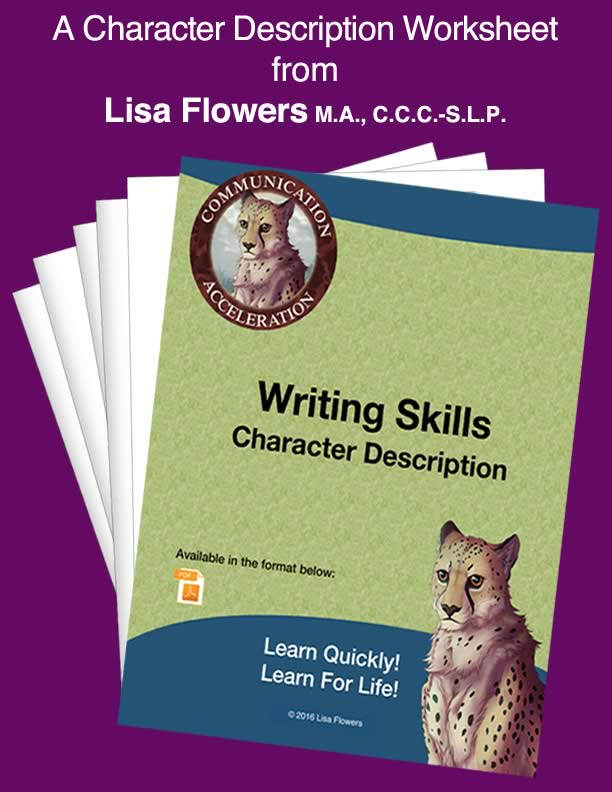 A Character Description Worksheet
from
Lisa Flowers M.A., C.C.C.-S.L.P.
COMMUNICATION
ACCELERATION
Writing Skills
Character Description
Available in the format below:
PDF
Learn Quickly!
Learn For Life!
© 2016 Lisa Flowers